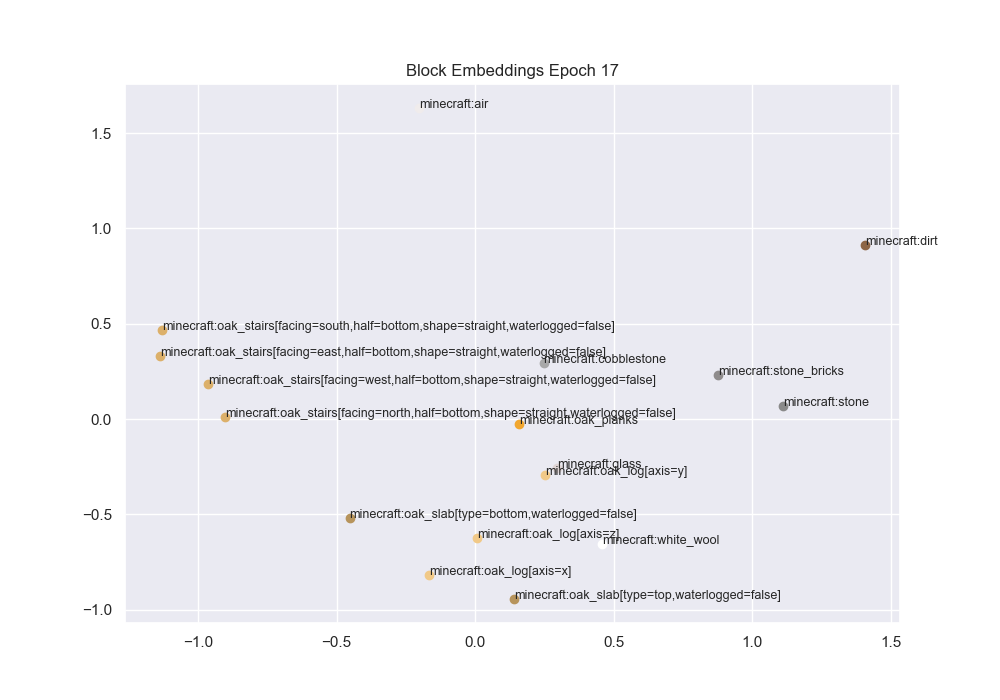 Block Embeddings Epoch 17
minecraft:air
1.5
1.0
minecraft:dirt
0.5
minecraft:oak_stairs[facing=south,half=bottom,shape=straight,waterlogged=false]
minecraft:oak_stairs[facing=east,half=bottom,shape=straight,waterlogged=false]
minecraft:cobblestone
minecraft:oak_stairs[facing=west,half=bottom,shape=straight,waterlogged=false]
minecraft:stone_bricks
minecraft:stone
0.0
minecraft:oak_stairs[facing=north,half=bottom,shape=straight,waterlogged=false]
minecraft:oak_planks
minecraft:glass
minecraft:oak_log[axis=y]
−0.5
minecraft:oak_slab[type=bottom,waterlogged=false]
minecraft:oak_log[axis=z]
minecraft:white_wool
minecraft:oak_log[axis=x]
minecraft:oak_slab[type=top,waterlogged=false]
−1.0
−1.0 −0.5 0.0 0.5 1.0 1.5